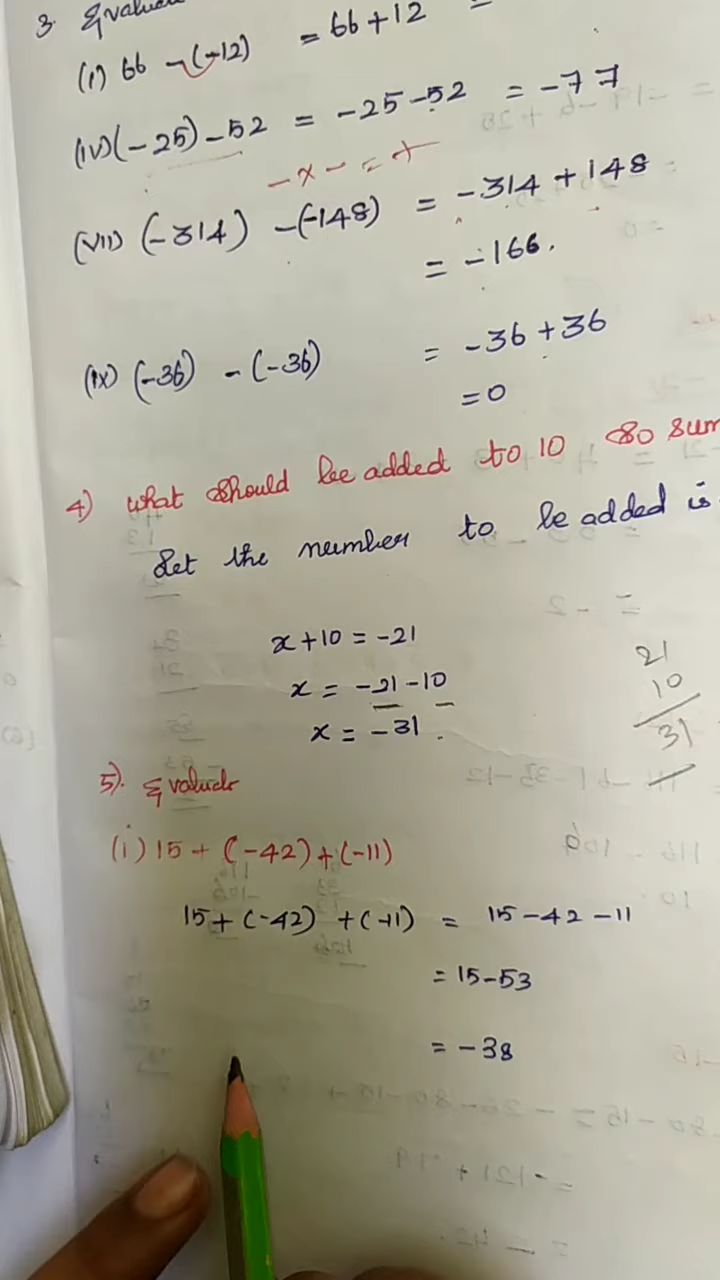 3. Evaluate
(i) 66 - (-12) = 66 + 12 =
(iv) (-25) - 52 = -25 - 52 = -77
- x - = +
(vii) (-314) - (-148) = -314 + 148
= -166.
(ix) (-36) - (-36) = -36 + 36
= 0
4) what should be added to 10 so sum
Let the number to be added is
x + 10 = -21
x = -21 - 10
x = -31.
21
10
31
5). Evaluate
(i) 15 + (-42) + (-11)
15 + (-42) + (-11) = 15 - 42 - 11
= 15 - 53
= -38